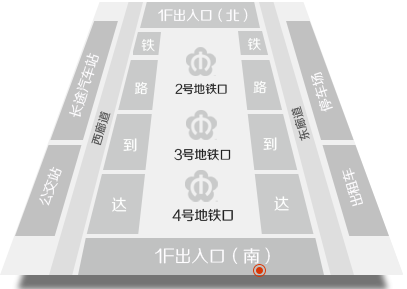 1F出入口（北）
铁
铁
长途汽车站
2号地铁口
停车场
路
路
西廊道
东廊道
到
3号地铁口
到
公交站
出租车
达
4号地铁口
达
1F出入口（南）